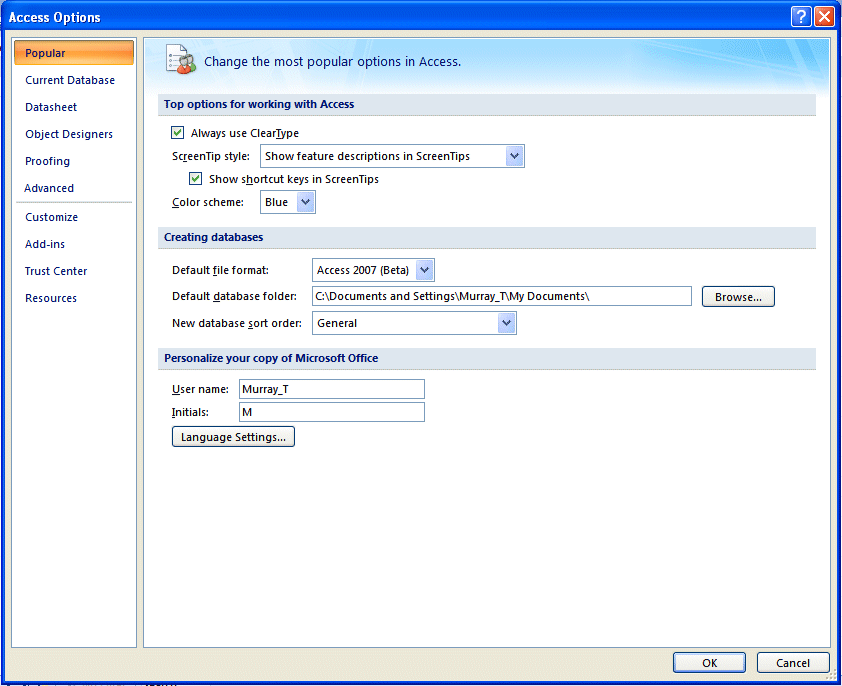 Access Options
Popular
Current Database
Datasheet
Object Designers
Proofing
Advanced
Customize
Add-ins
Trust Center
Resources
Change the most popular options in Access.
Top options for working with Access
Always use ClearType
ScreenTip style: Show feature descriptions in ScreenTips
Show shortcut keys in ScreenTips
Color scheme: Blue
Creating databases
Default file format: Access 2007 (Beta)
Default database folder: C:\Documents and Settings\Murray_T\My Documents\ Browse...
New database sort order: General
Personalize your copy of Microsoft Office
User name: Murray_T
Initials: M
Language Settings...
OK Cancel